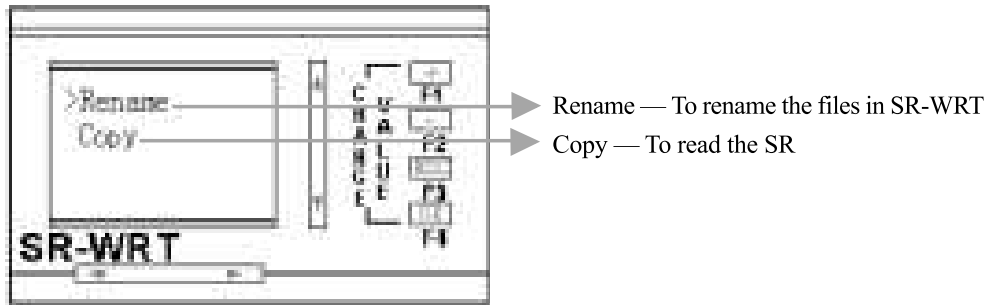 >Rename
Copy
CHANGE
VALUE
F1
F2
F3
F4
SR-WRT
Rename — To rename the files in SR-WRT
Copy — To read the SR